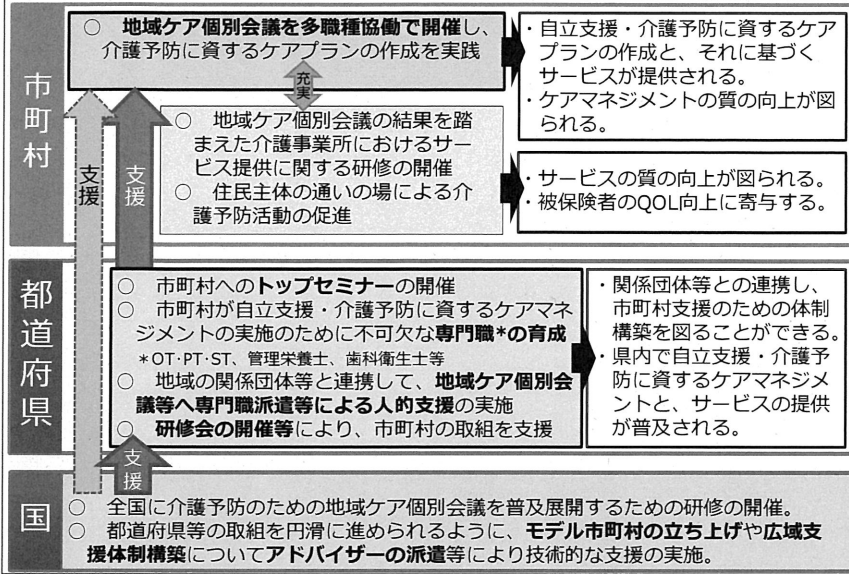 市町村
○ 地域ケア個別会議を多職種協働で開催し、
介護予防に資するケアプランの作成を実践
充実
○ 地域ケア個別会議の結果を踏
まえた介護事業所におけるサー
ビス提供に関する研修の開催
○ 住民主体の通いの場による介
護予防活動の促進
・自立支援・介護予防に資するケア
プランの作成と、それに基づく
サービスが提供される。
・ケアマネジメントの質の向上が図
られる。
・サービスの質の向上が図られる。
・被保険者のQOL向上に寄与する。
支援
支援
都道府県
○ 市町村へのトップセミナーの開催
○ 市町村が自立支援・介護予防に資するケアマネ
ジメントの実施のために不可欠な専門職*の育成
*OT・PT・ST、管理栄養士、歯科衛生士等
○ 地域の関係団体等と連携して、地域ケア個別会
議等へ専門職派遣等による人的支援の実施
○ 研修会の開催等により、市町村の取組を支援
・関係団体等との連携し、
市町村支援のための体制
構築を図ることができる。
・県内で自立支援・介護予
防に資するケアマネジメ
ントと、サービスの提供
が普及される。
支援
国
○ 全国に介護予防のための地域ケア個別会議を普及展開するための研修の開催。
○ 都道府県等の取組を円滑に進められるように、モデル市町村の立ち上げや広域支
援体制構築についてアドバイザーの派遣等により技術的な支援の実施。